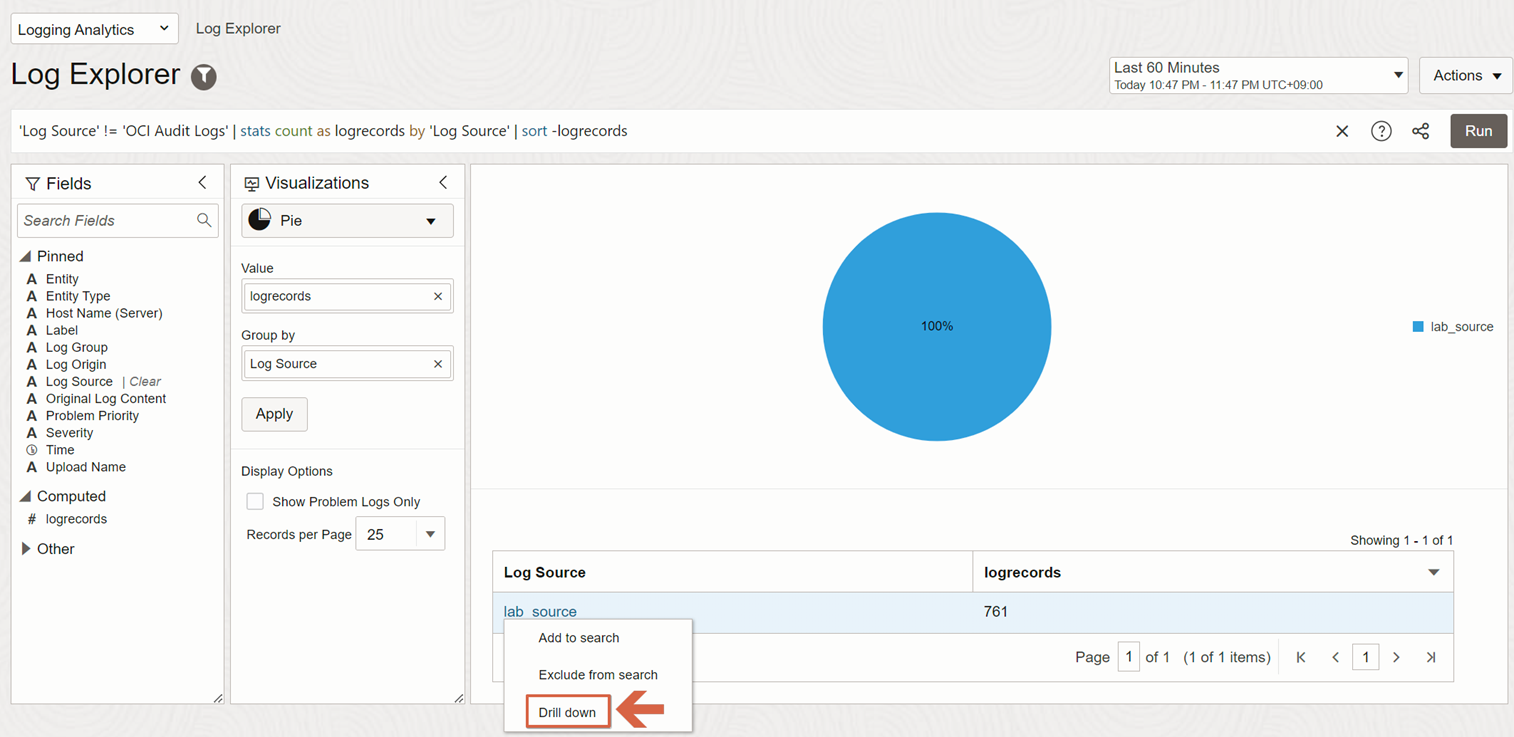 Logging Analytics
Log Explorer
Log Explorer
Last 60 Minutes
Today 10:47 PM - 11:47 PM UTC+09:00
Actions
'Log Source' != 'OCI Audit Logs' | stats count as logrecords by 'Log Source' | sort -logrecords
?
Run
Fields
Search Fields
Pinned
A Entity
A Entity Type
A Host Name (Server)
A Label
A Log Group
A Log Origin
A Log Source | Clear
A Original Log Content
A Problem Priority
A Severity
Time
A Upload Name
Computed
# logrecords
Other
Visualizations
Pie
Value
logrecords
Group by
Log Source
Apply
Display Options
Show Problem Logs Only
Records per Page 25
100%
lab_source
Showing 1 - 1 of 1
Log Source logrecords
lab_source 761
Page 1 of 1 (1 of 1 items) 1
Add to search
Exclude from search
Drill down